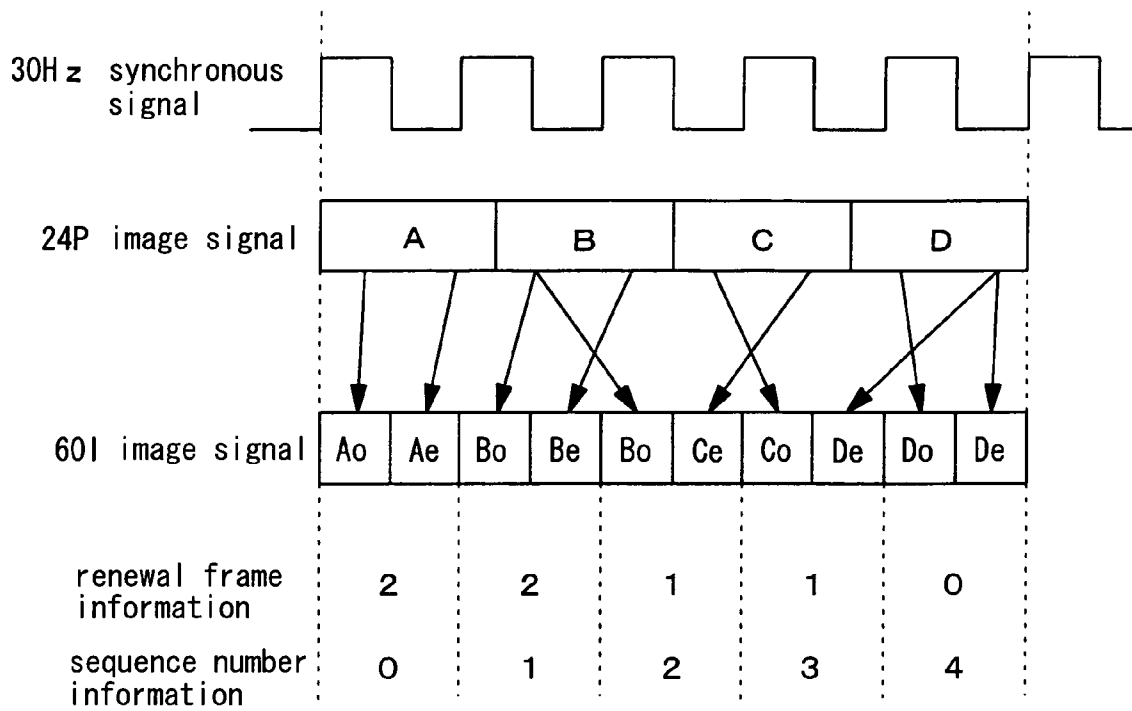 30Hz synchronous
signal
24P image signal
A B C D
60I image signal
Ao Ae Bo Be Bo Ce Co De Do De
renewal frame
information
2 2 1 1 0
sequence number
information
0 1 2 3 4